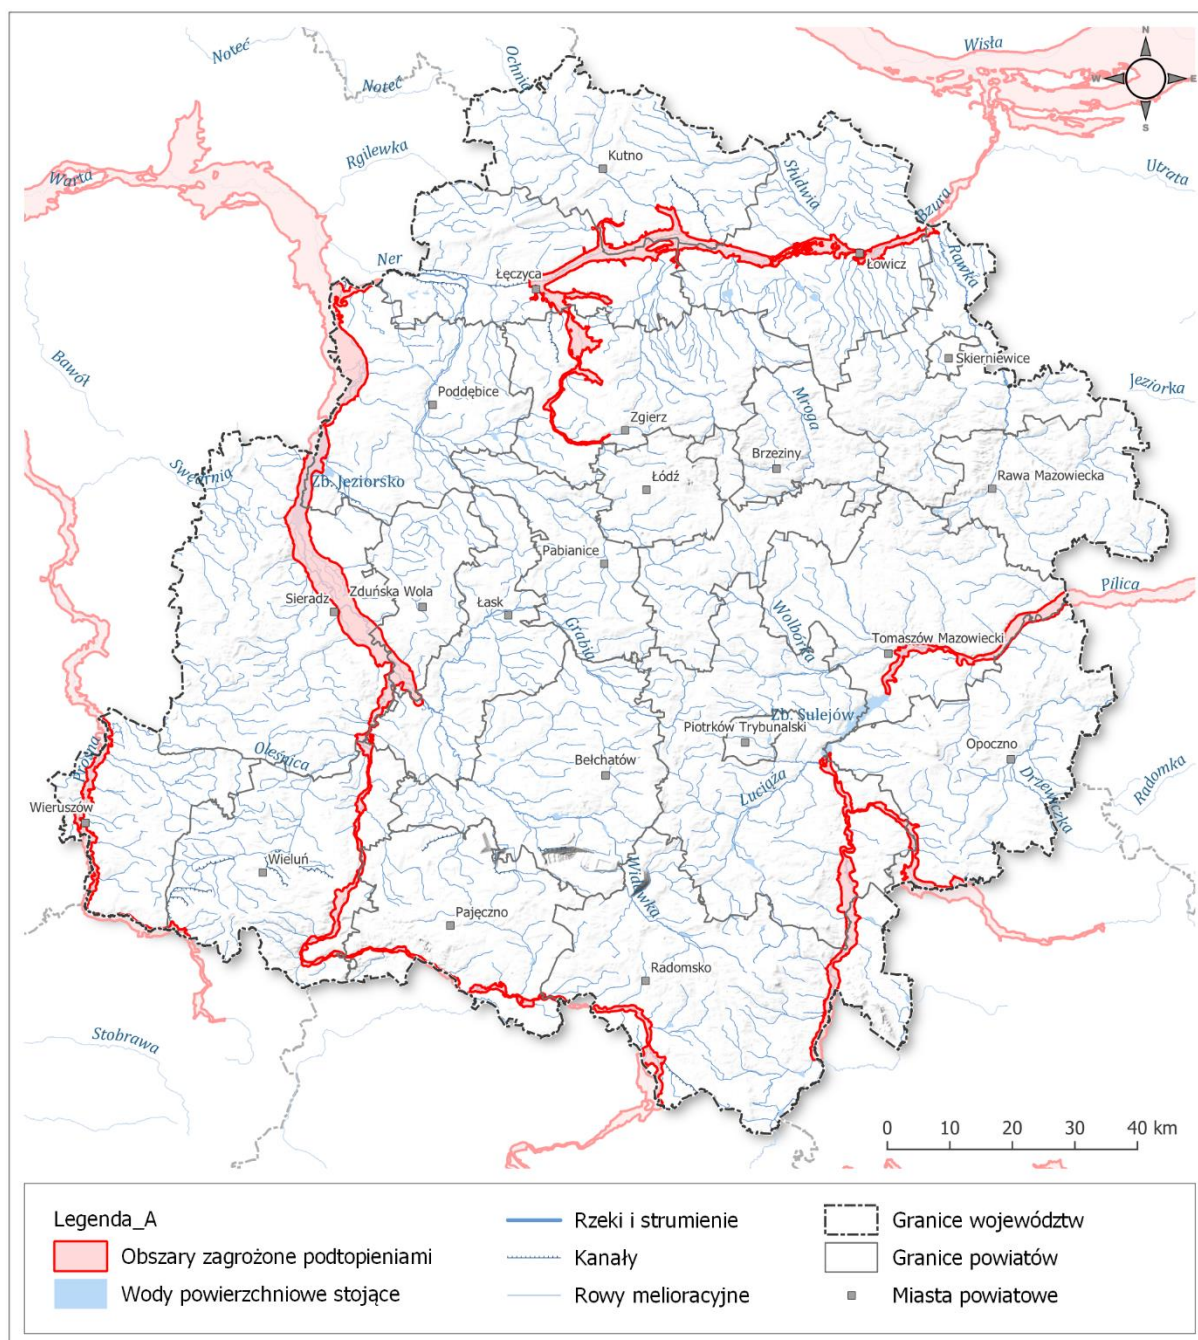 Noteć
Noteć
Ochnia
Wisła
N
W
E
S
Kutno
Rgilewka
Słudwia
Utrata
Warta
Bzura
Ner
Rawka
Łęczyca
Łowicz
Skierniewice
Bawół
Jeziorka
Poddębice
Mroga
Zgierz
Brzeziny
Swędrnia
Zb. Jeziorsko
Łódź
Rawa Mazowiecka
Pabianice
Pilica
Zduńska Wola
Sieradz
Łask
Grabia
Wolbórka
Tomaszów Mazowiecki
Zb. Sulejów
Piotrków Trybunalski
Prosna
Oleśnica
Bełchatów
Opoczno
Luciąża
Drzewiczka
Radomka
Wieruszów
Wieluń
Widawka
Pajęczno
Radomsko
Stobrawa
0 10 20 30 40 km
Legenda_A
Obszary zagrożone podtopieniami
Wody powierzchniowe stojące
Rzeki i strumienie
Kanały
Rowy melioracyjne
Granice województw
Granice powiatów
Miasta powiatowe